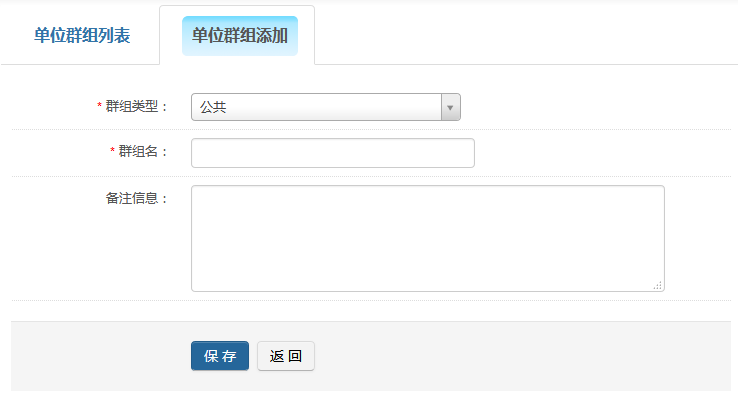 单位群组列表 单位群组添加
* 群组类型： 公共
* 群组名：
备注信息：
保 存 返 回